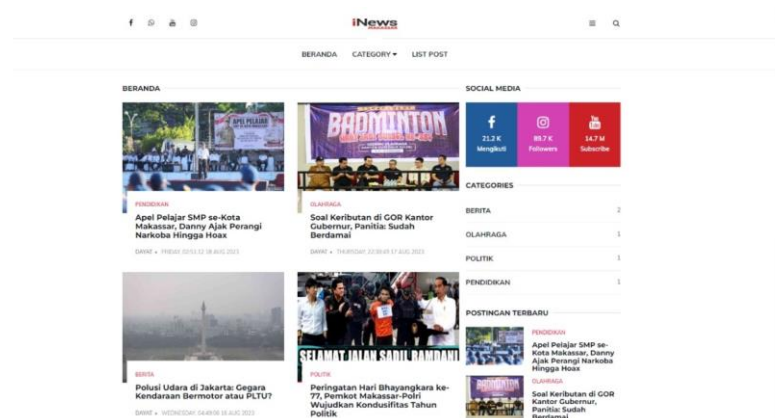 iNews
MAKASSAR
BERANDA CATEGORY LIST POST
BERANDA
BADMINTON
PENDIDIKAN
Apel Pelajar SMP se-Kota
Makassar, Danny Ajak Perangi
Narkoba Hingga Hoax
OLAHRAGA
Soal Keributan di GOR Kantor
Gubernur, Panitia: Sudah
Berdamai
SELAMAT JALAN SADIL RAMDANI
BERITA
Polusi Udara di Jakarta: Gegara
Kendaraan Bermotor atau PLTU?
POLITIK
Peringatan Hari Bhayangkara ke-
77, Pemkot Makassar-Polri
Wujudkan Kondusifitas Tahun
Politik
SOCIAL MEDIA
21.2 K
Mengikuti
89.7 K
Followers
14.7 M
Subscribe
CATEGORIES
BERITA 2
OLAHRAGA 1
POLITIK 1
PENDIDIKAN 1
POSTINGAN TERBARU
PENDIDIKAN
Apel Pelajar SMP se-
Kota Makassar, Danny
Ajak Perangi Narkoba
Hingga Hoax
OLAHRAGA
Soal Keributan di GOR
Kantor Gubernur,
Panitia: Sudah
Berdamai